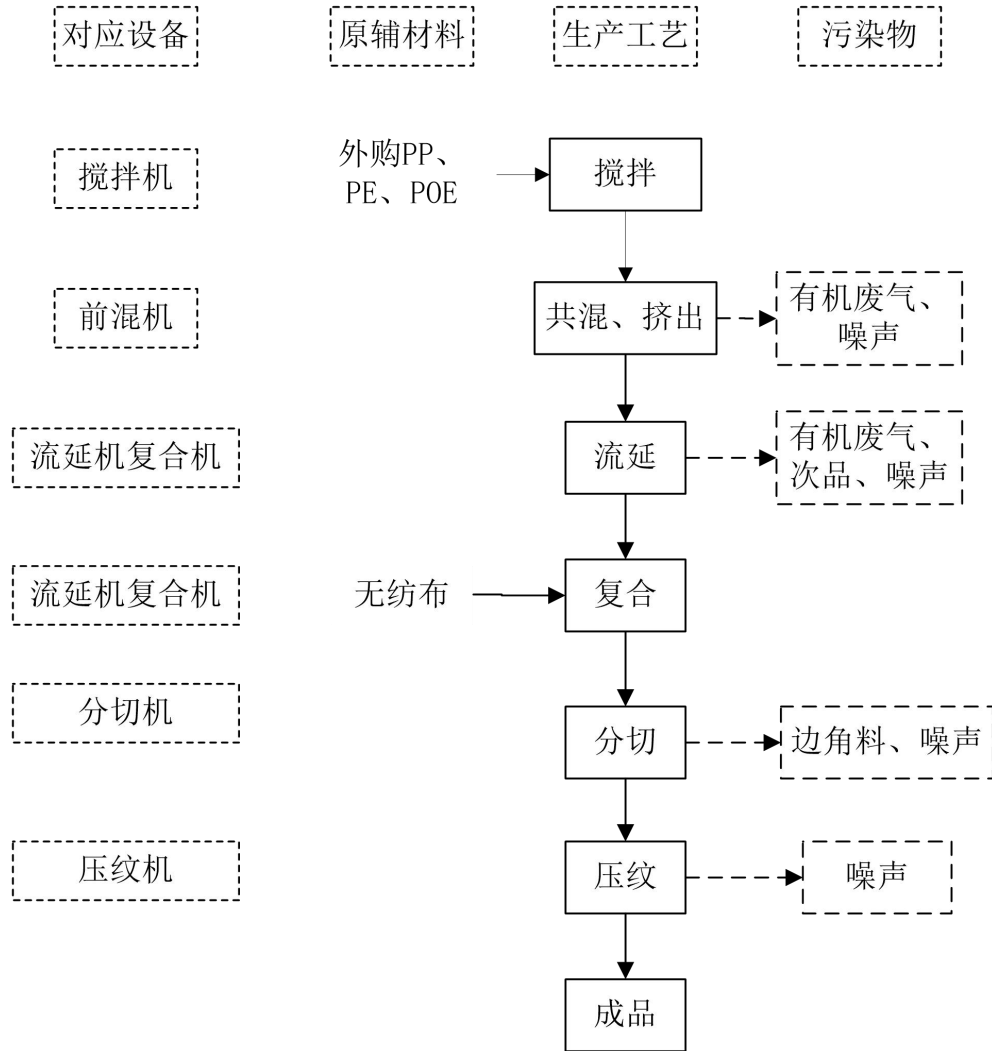 对应设备
原辅材料
生产工艺
污染物
搅拌机
外购PP、
PE、POE
搅拌
前混机
共混、挤出
有机废气、
噪声
流延机复合机
流延
有机废气、
次品、噪声
流延机复合机
无纺布
复合
分切机
分切
边角料、噪声
压纹机
压纹
噪声
成品